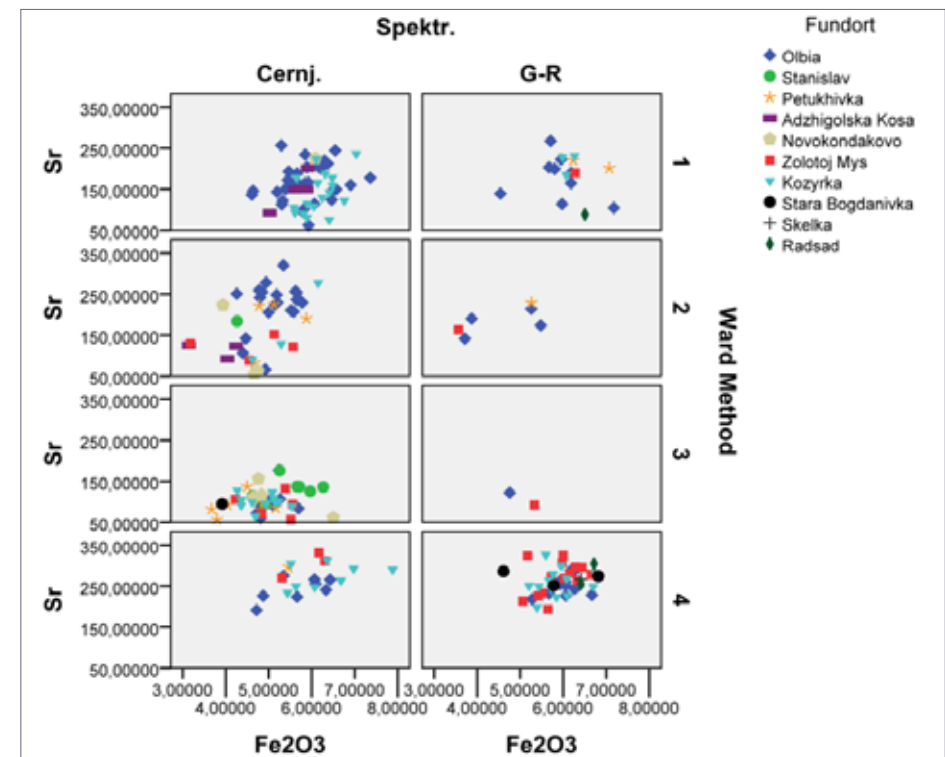 Spektr.
Cernj.
G-R
Fundort
Olbia
Stanislav
Petukhivka
Adzhigolska Kosa
Novokondakovo
Zolotoj Mys
Kozyrka
Stara Bogdanivka
Skelka
Radsad
Sr
350,00000
250,00000
150,00000
50,00000
1
Sr
350,00000
250,00000
150,00000
50,00000
2
Sr
350,00000
250,00000
150,00000
50,00000
3
Sr
350,00000
250,00000
150,00000
50,00000
4
Ward Method
3,00000 5,00000 7,00000 3,00000 5,00000 7,00000
4,00000 6,00000 8,00000 4,00000 6,00000 8,00000
Fe2O3 Fe2O3